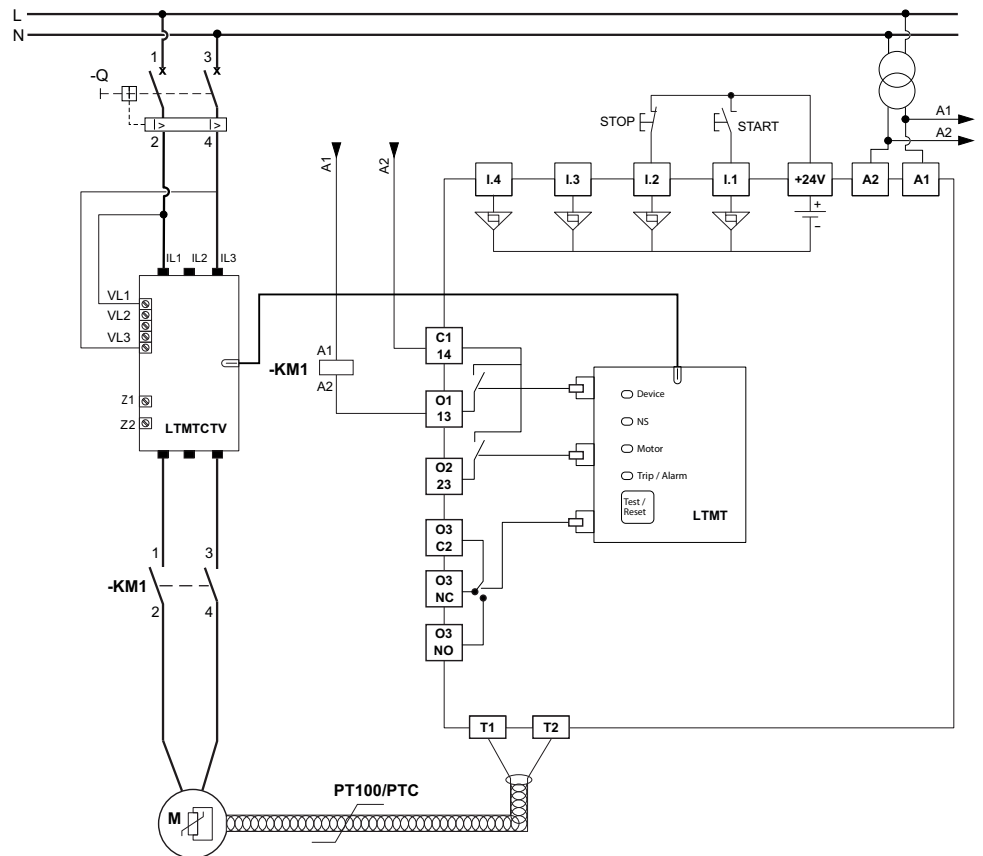 L
N
1
3
-Q
I>
I>
2
4
A1
A2
STOP
START
A1
A2
I.4
I.3
I.2
I.1
+24V
A2
A1
+
–
IL1
IL2
IL3
VL1
VL2
VL3
Z1
Z2
LTMTCTV
-KM1
A1
A2
C1
14
O1
13
O2
23
O3
C2
O3
NC
O3
NO
Device
NS
Motor
Trip / Alarm
Test /
Reset
LTMT
1
3
-KM1
2
4
T1
T2
PT100/PTC
M